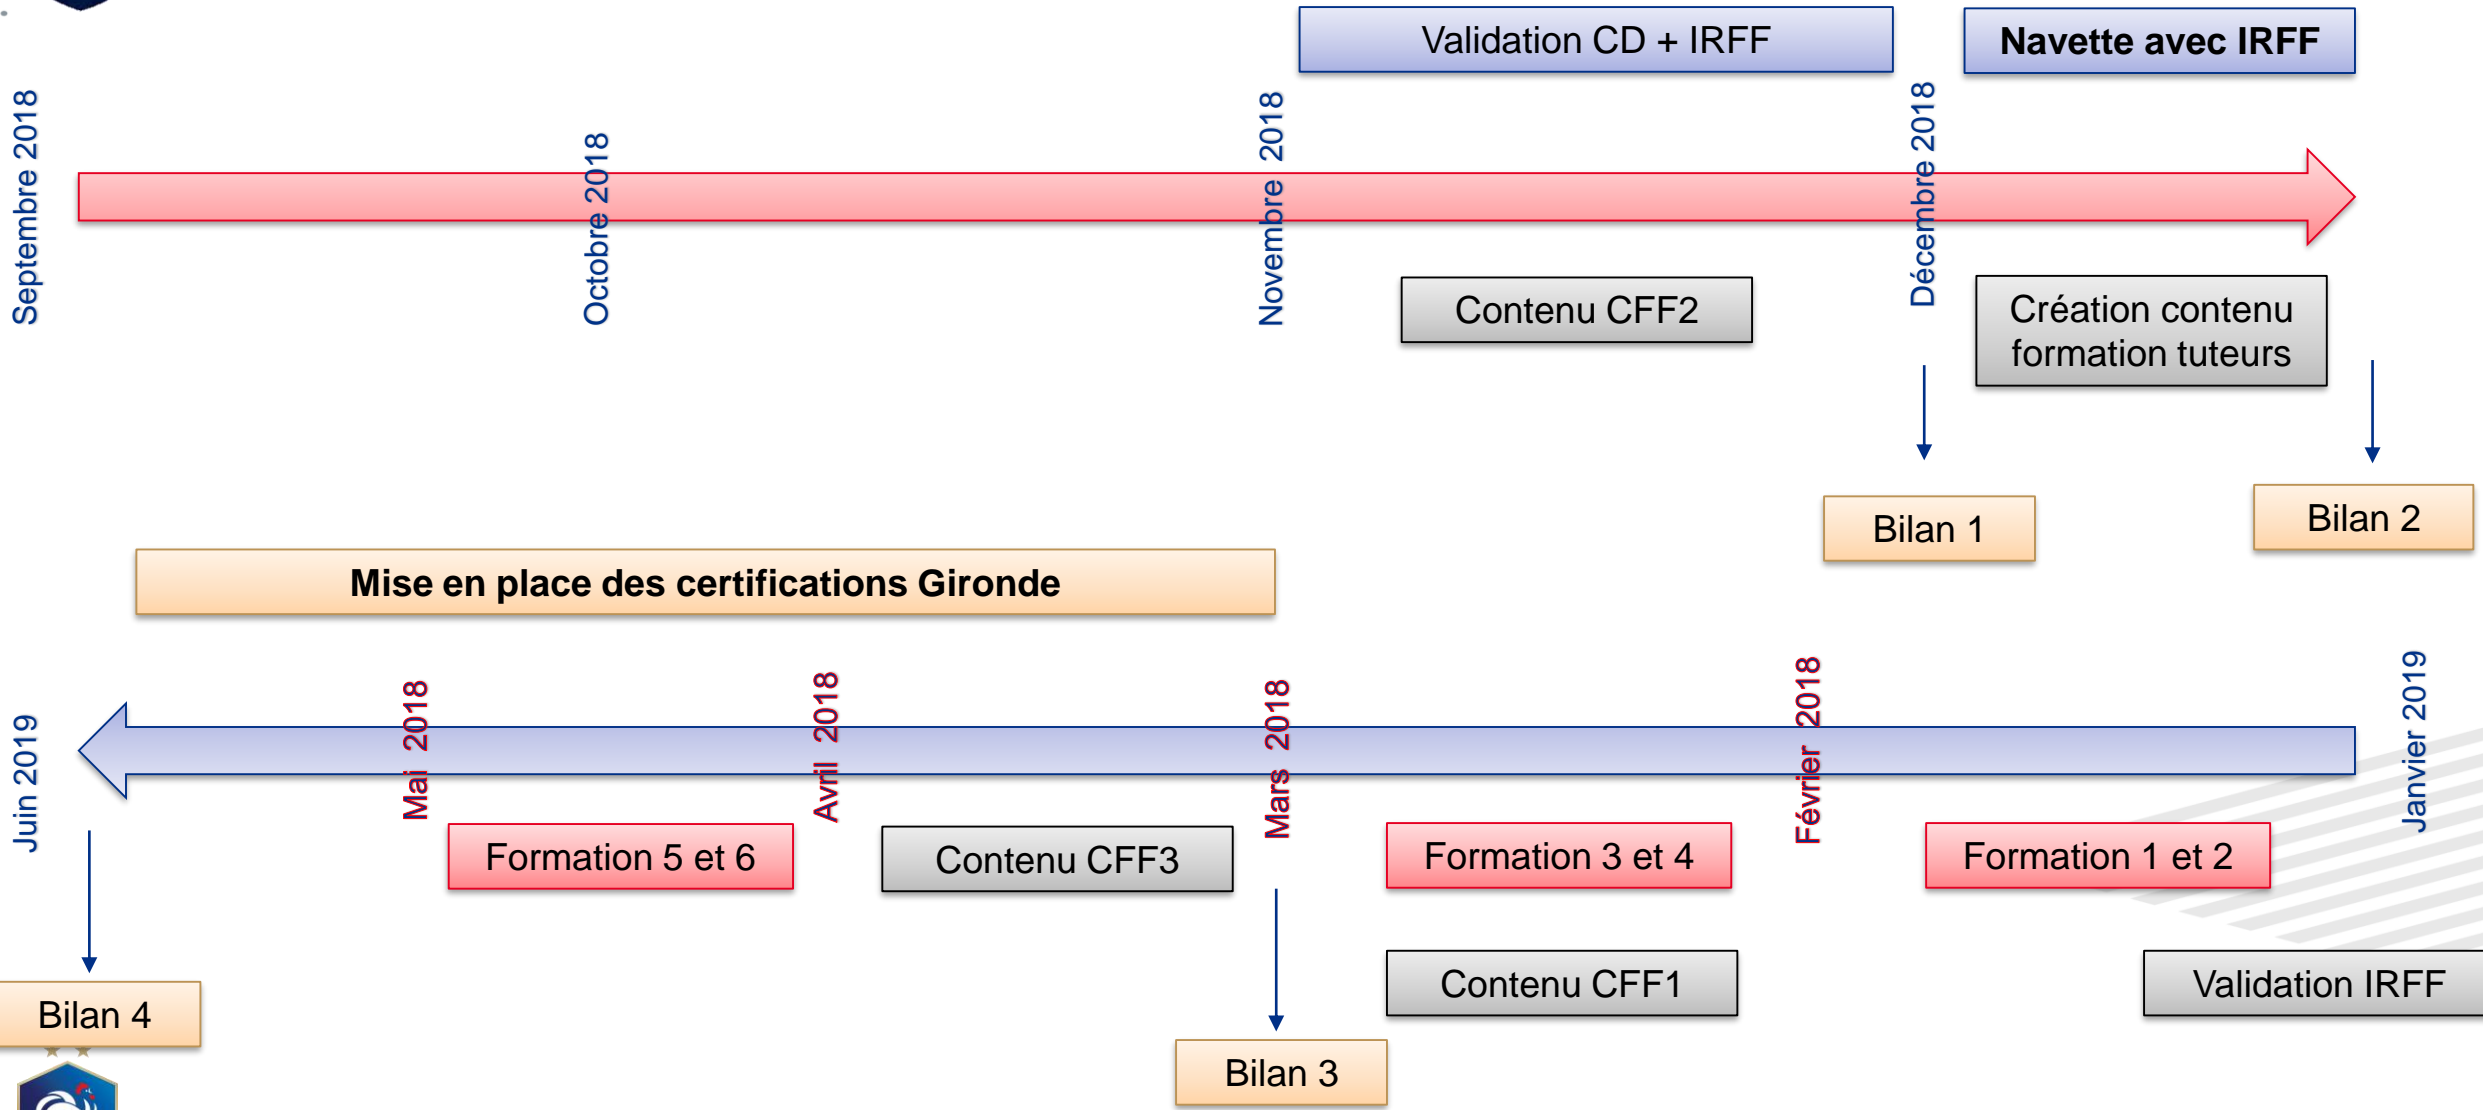 Validation CD + IRFF
Navette avec IRFF
Septembre 2018
Octobre 2018
Novembre 2018
Décembre 2018
Contenu CFF2
Création contenu
formation tuteurs
Bilan 1
Bilan 2
Mise en place des certifications Gironde
Juin 2019
Mai 2018
Avril 2018
Mars 2018
Février 2018
Janvier 2019
Formation 5 et 6
Contenu CFF3
Formation 3 et 4
Formation 1 et 2
Contenu CFF1
Validation IRFF
Bilan 4
Bilan 3